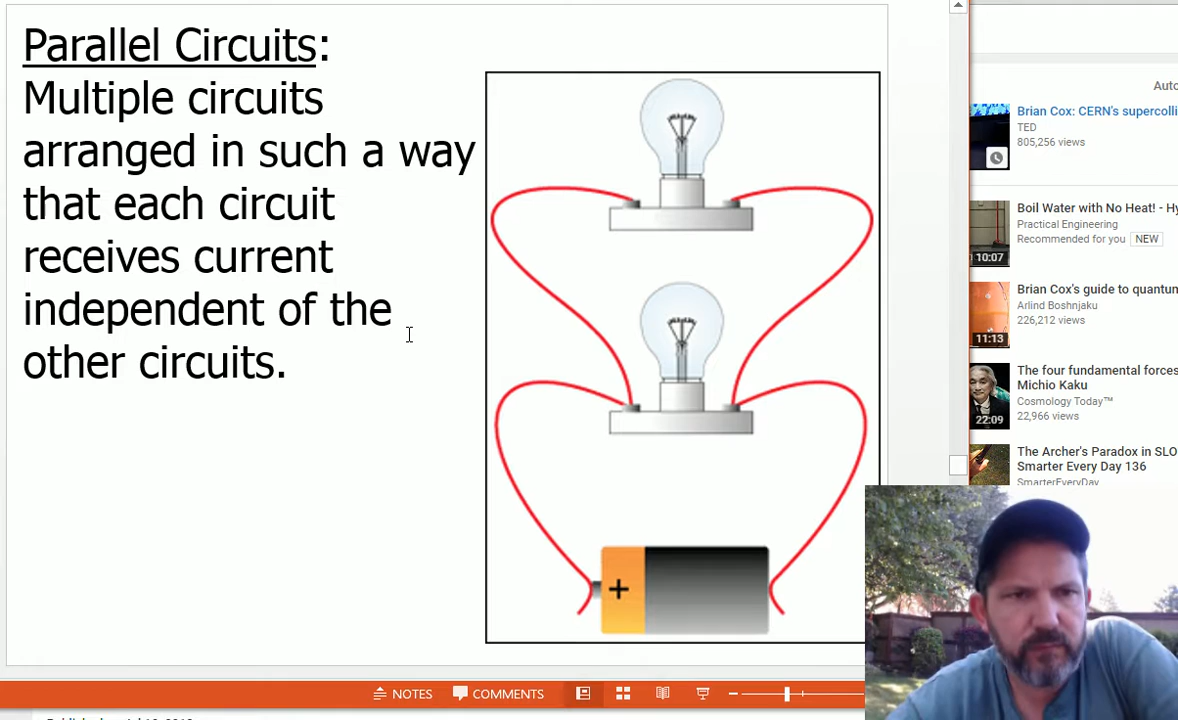 Parallel Circuits:
Multiple circuits
arranged in such a way
that each circuit
receives current
independent of the
other circuits.
+
Auto
Brian Cox: CERN's supercolli
TED
805,256 views
Boil Water with No Heat! - Hy
Practical Engineering
Recommended for you NEW
10:07
Brian Cox's guide to quantum
Arlind Boshnjaku
226,212 views
11:13
The four fundamental forces
Michio Kaku
Cosmology Today™
22,966 views
22:09
The Archer's Paradox in SLO
Smarter Every Day 136
SmarterEveryDay
NOTES COMMENTS